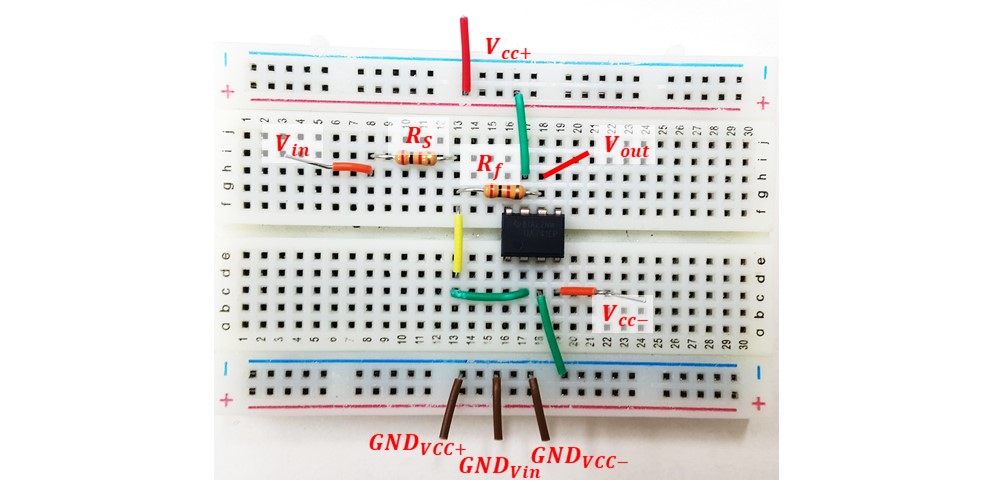 V_{cc+}
− −
+ +
1 2 3 4 5 8 9 10 11 12 13 14 15 16 18 19 20 21 22 23 24 25 26 27 28 29 30
j j
i i
h h
g g
f f
V_{in}
R_S
R_f
V_{out}
e e
d d
c c
b b
a a
V_{cc−}
1 2 3 4 5 6 7 8 9 10 11 12 13 14 15 16 17 18 19 20 21 22 23 24 25 26 27 28 29 30
− −
+ +
GND_{VCC+}
GND_{Vin}
GND_{VCC−}